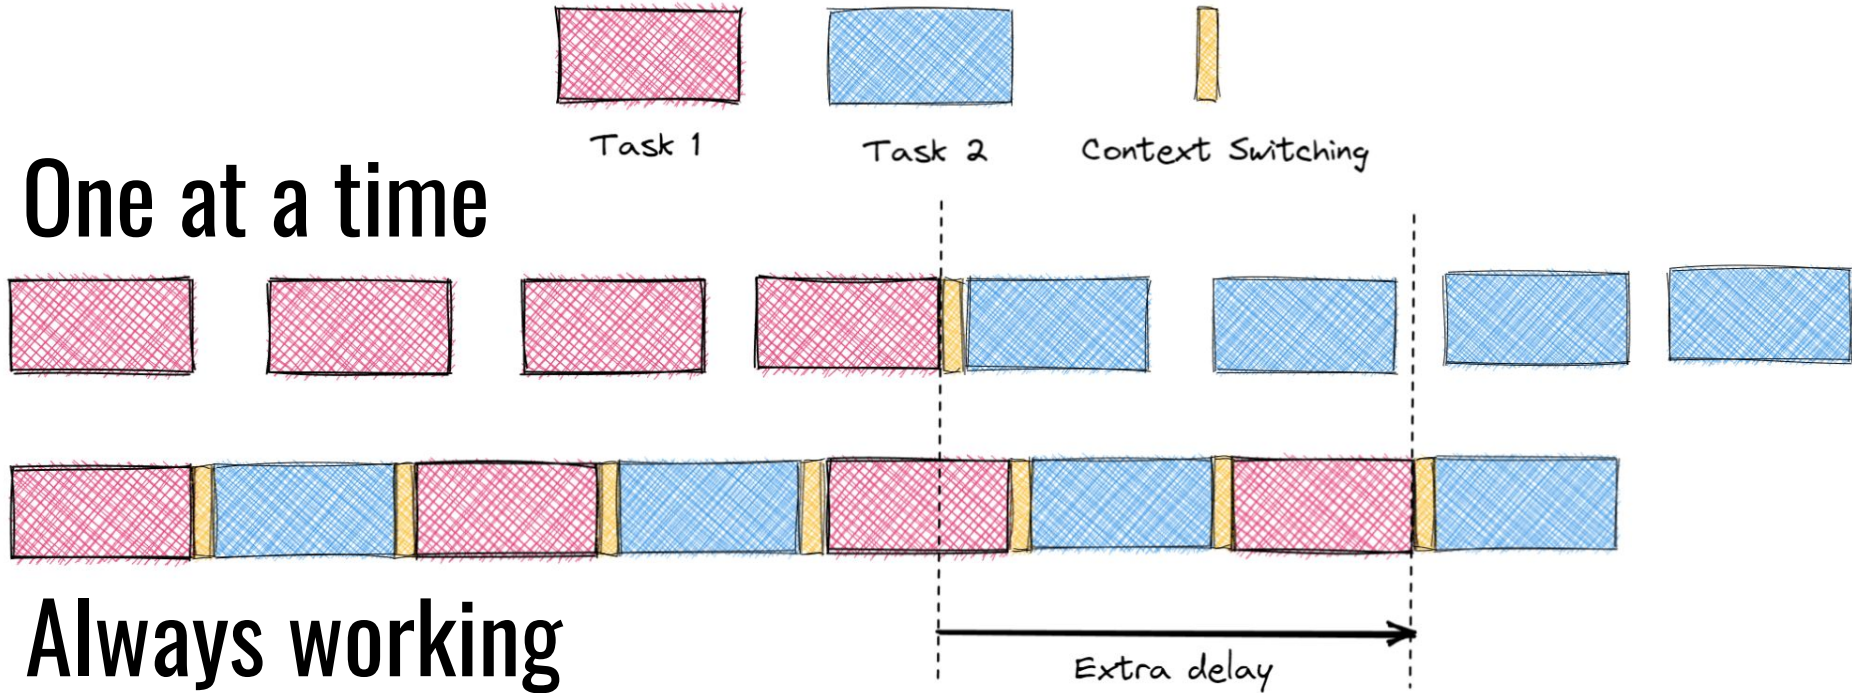 Task 1
Task 2
Context Switching
One at a time
Always working
Extra delay